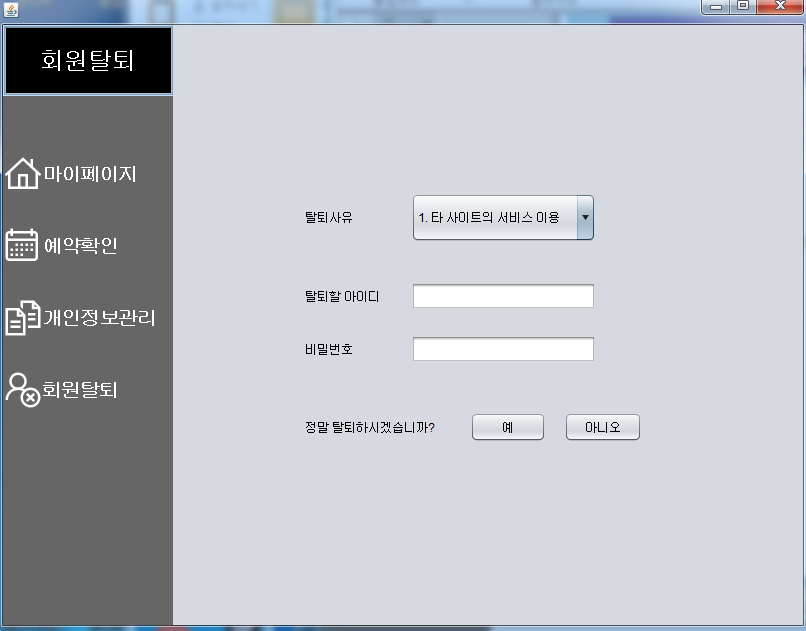 회원탈퇴
마이페이지
예약확인
개인정보관리
회원탈퇴
탈퇴사유
1. 타 사이트의 서비스 이용
탈퇴할 아이디
비밀번호
정말 탈퇴하시겠습니까?
예
아니오